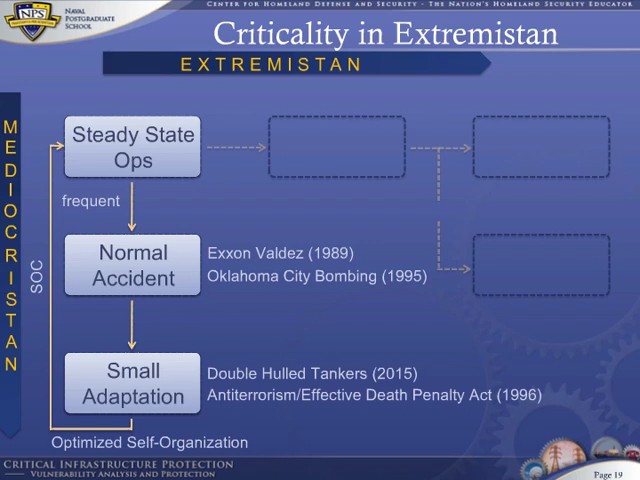 CENTER FOR HOMELAND DEFENSE AND SECURITY · THE NATION'S HOMELAND SECURITY EDUCATOR
NPS
NAVAL
POSTGRADUATE
SCHOOL
Criticality in Extremistan
EXTREMISTAN
MEDIOCRISTAN
SOC
Steady State
Ops
frequent
Normal
Accident
Exxon Valdez (1989)
Oklahoma City Bombing (1995)
Small
Adaptation
Double Hulled Tankers (2015)
Antiterrorism/Effective Death Penalty Act (1996)
Optimized Self-Organization
CRITICAL INFRASTRUCTURE PROTECTION
VULNERABILITY ANALYSIS AND PROTECTION
Page 19